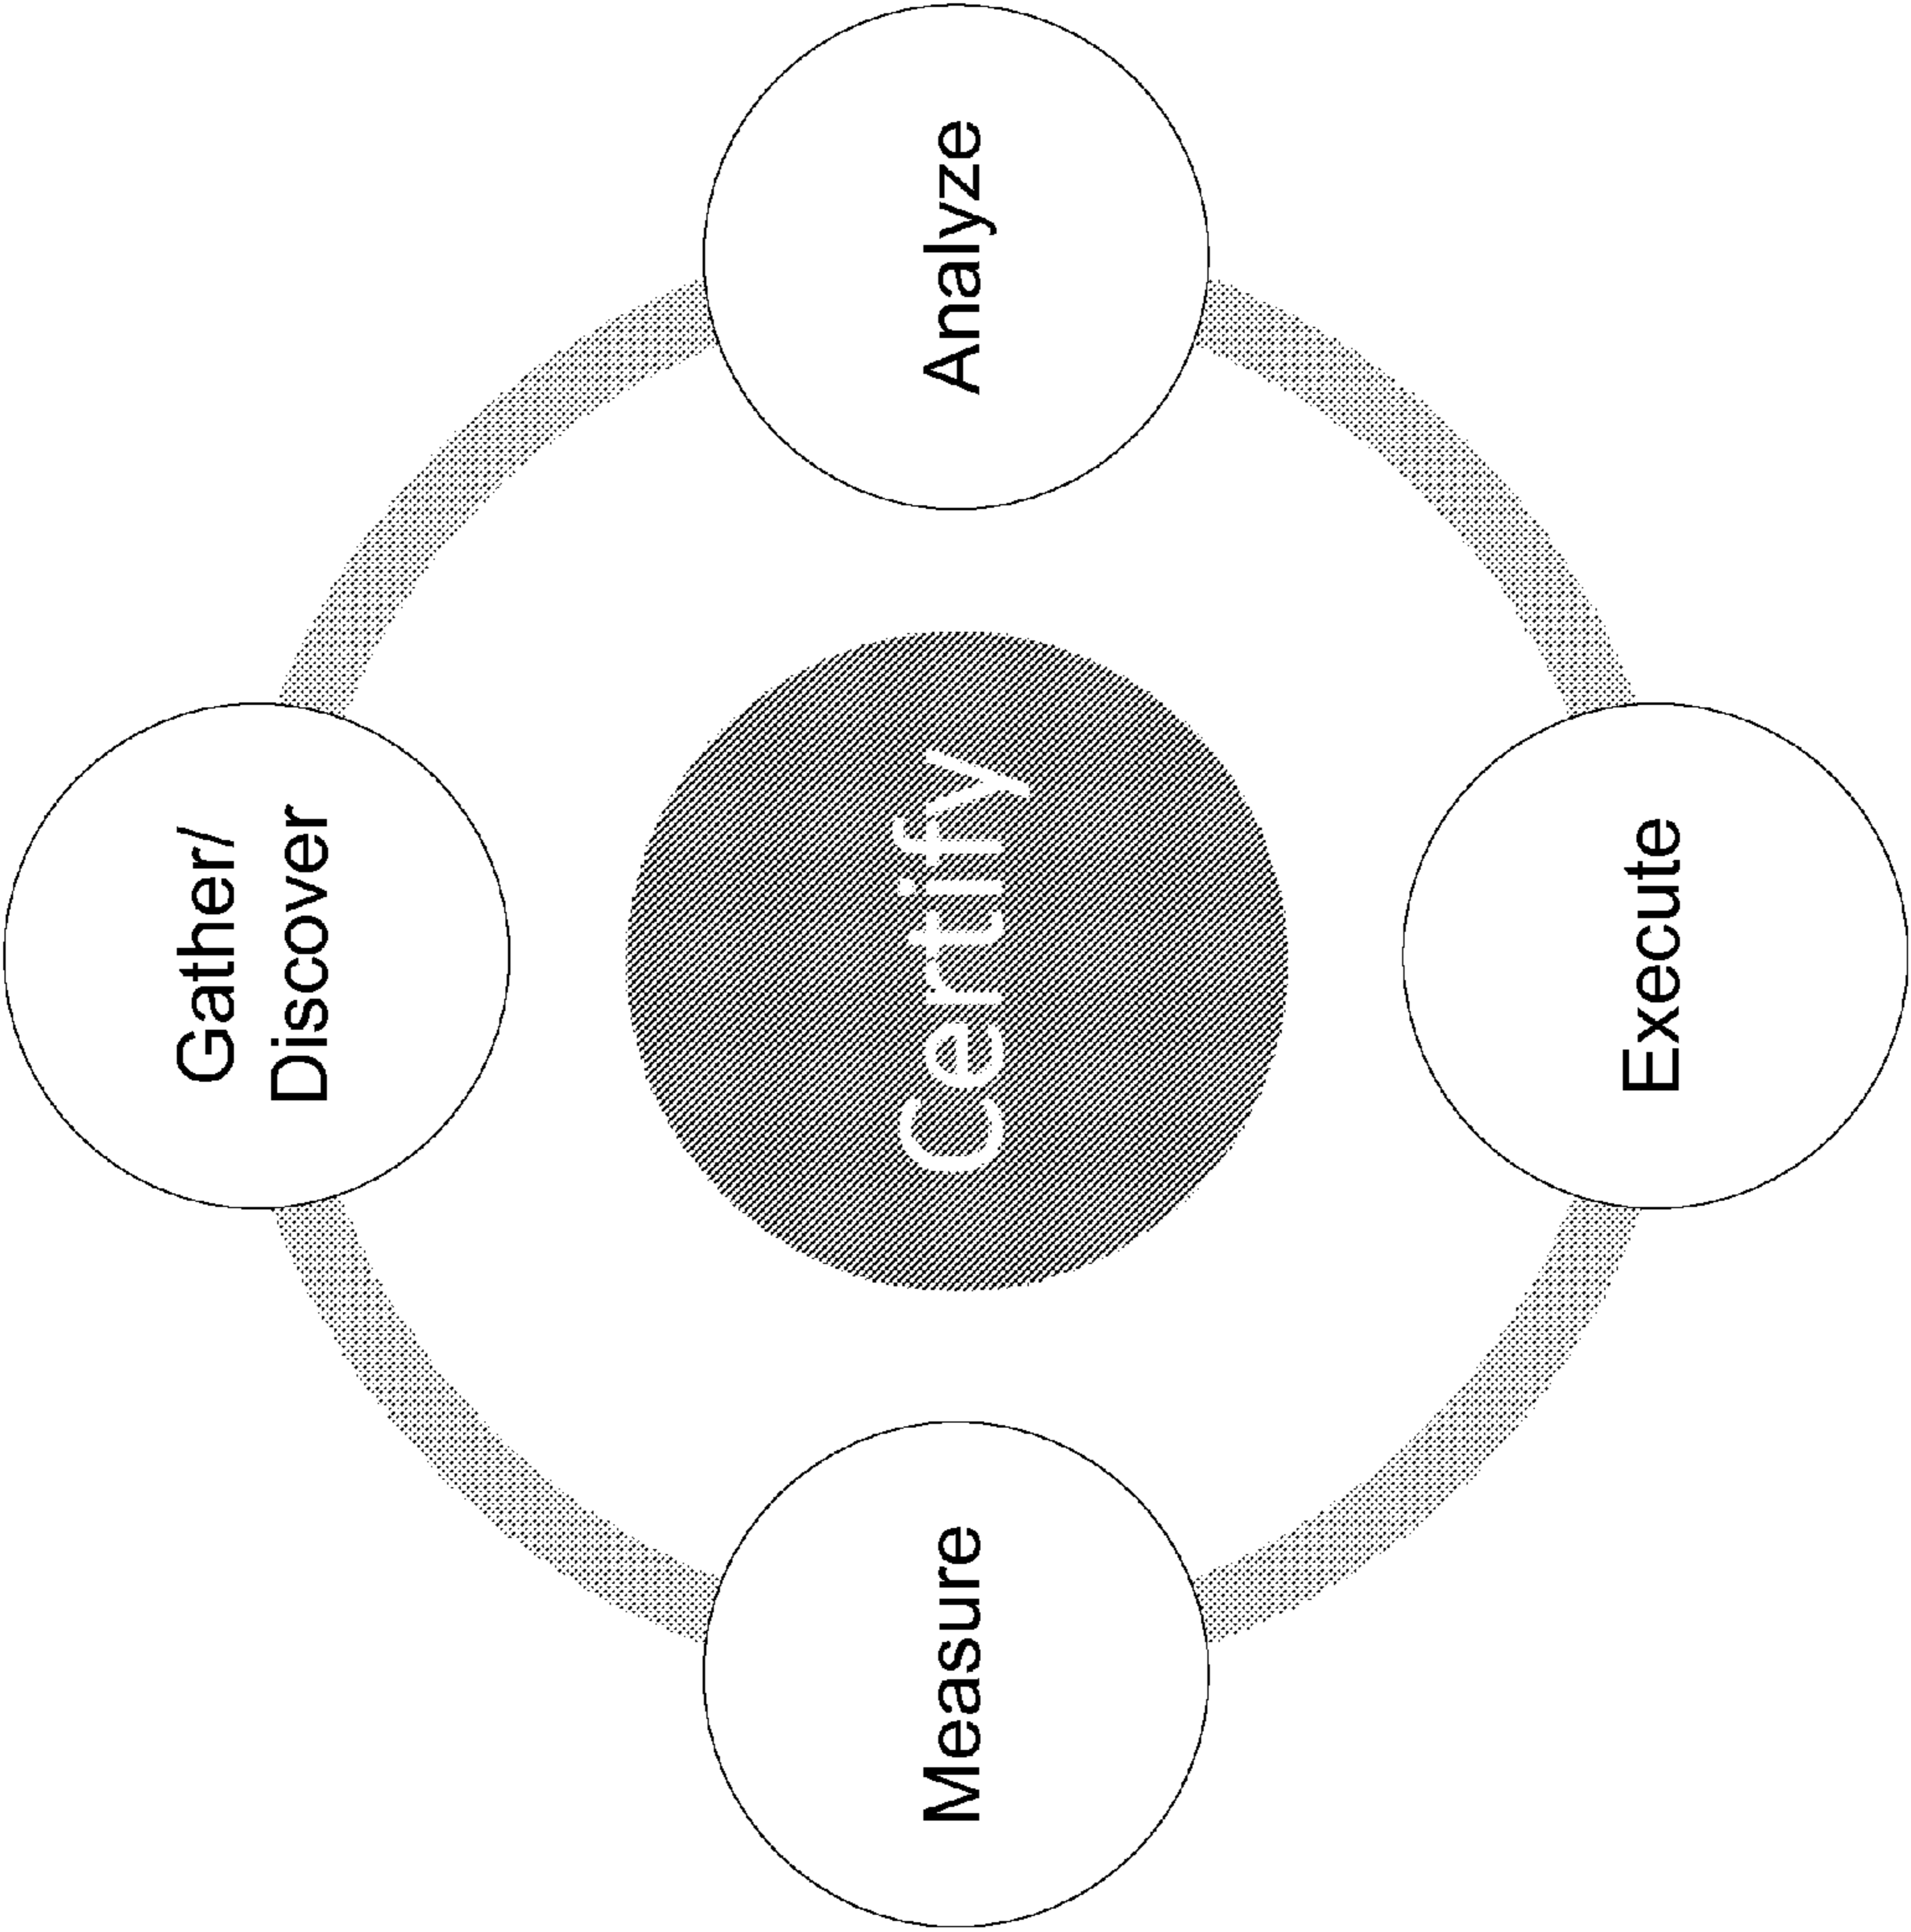 Gather/
Discover
Analyze
Certify
Execute
Measure